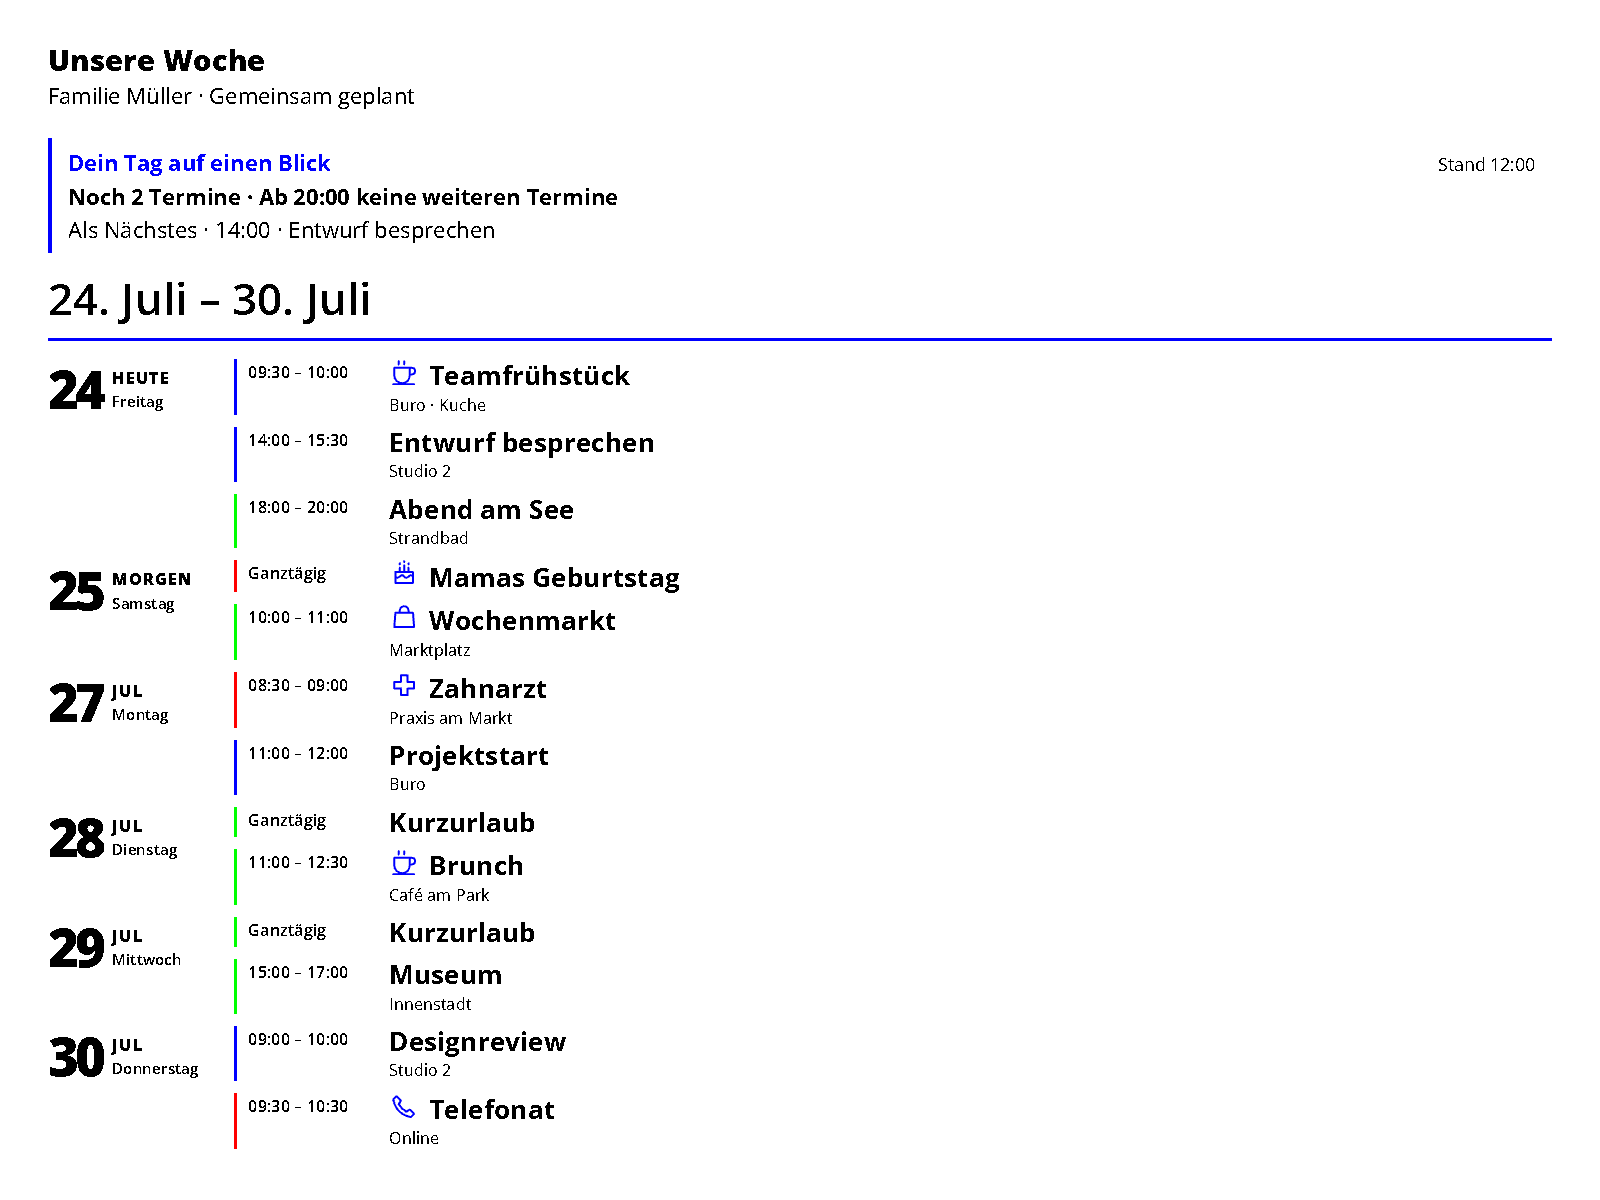 Unsere Woche
Familie Müller · Gemeinsam geplant
Dein Tag auf einen Blick
Stand 12:00
Noch 2 Termine · Ab 20:00 keine weiteren Termine
Als Nächstes · 14:00 · Entwurf besprechen
24. Juli – 30. Juli
24 HEUTE Freitag
09:30 – 10:00 Teamfrühstück
Buro · Kuche
14:00 – 15:30 Entwurf besprechen
Studio 2
18:00 – 20:00 Abend am See
Strandbad
25 MORGEN Samstag
Ganztägig Mamas Geburtstag
10:00 – 11:00 Wochenmarkt
Marktplatz
27 JUL Montag
08:30 – 09:00 Zahnarzt
Praxis am Markt
11:00 – 12:00 Projektstart
Buro
28 JUL Dienstag
Ganztägig Kurzurlaub
11:00 – 12:30 Brunch
Café am Park
29 JUL Mittwoch
Ganztägig Kurzurlaub
15:00 – 17:00 Museum
Innenstadt
30 JUL Donnerstag
09:00 – 10:00 Designreview
Studio 2
09:30 – 10:30 Telefonat
Online